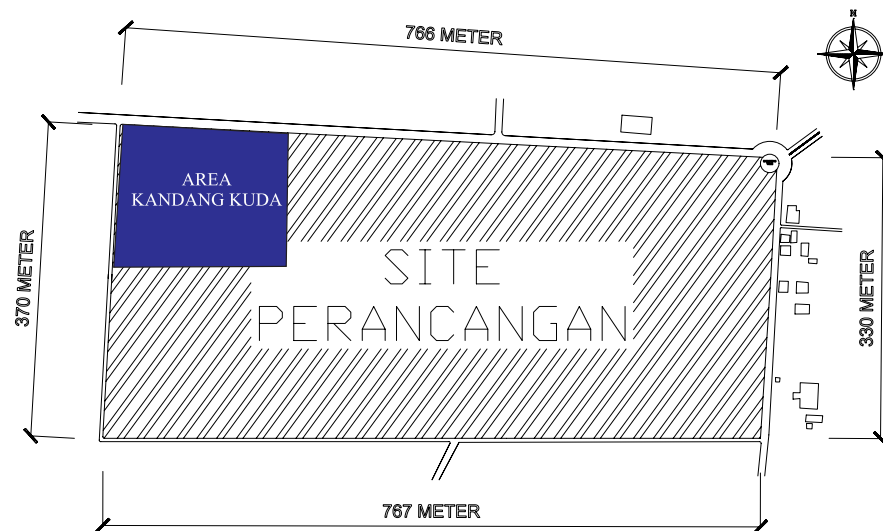 N
766 METER
AREA
KANDANG KUDA
370 METER
SITE
PERANCANGAN
330 METER
767 METER